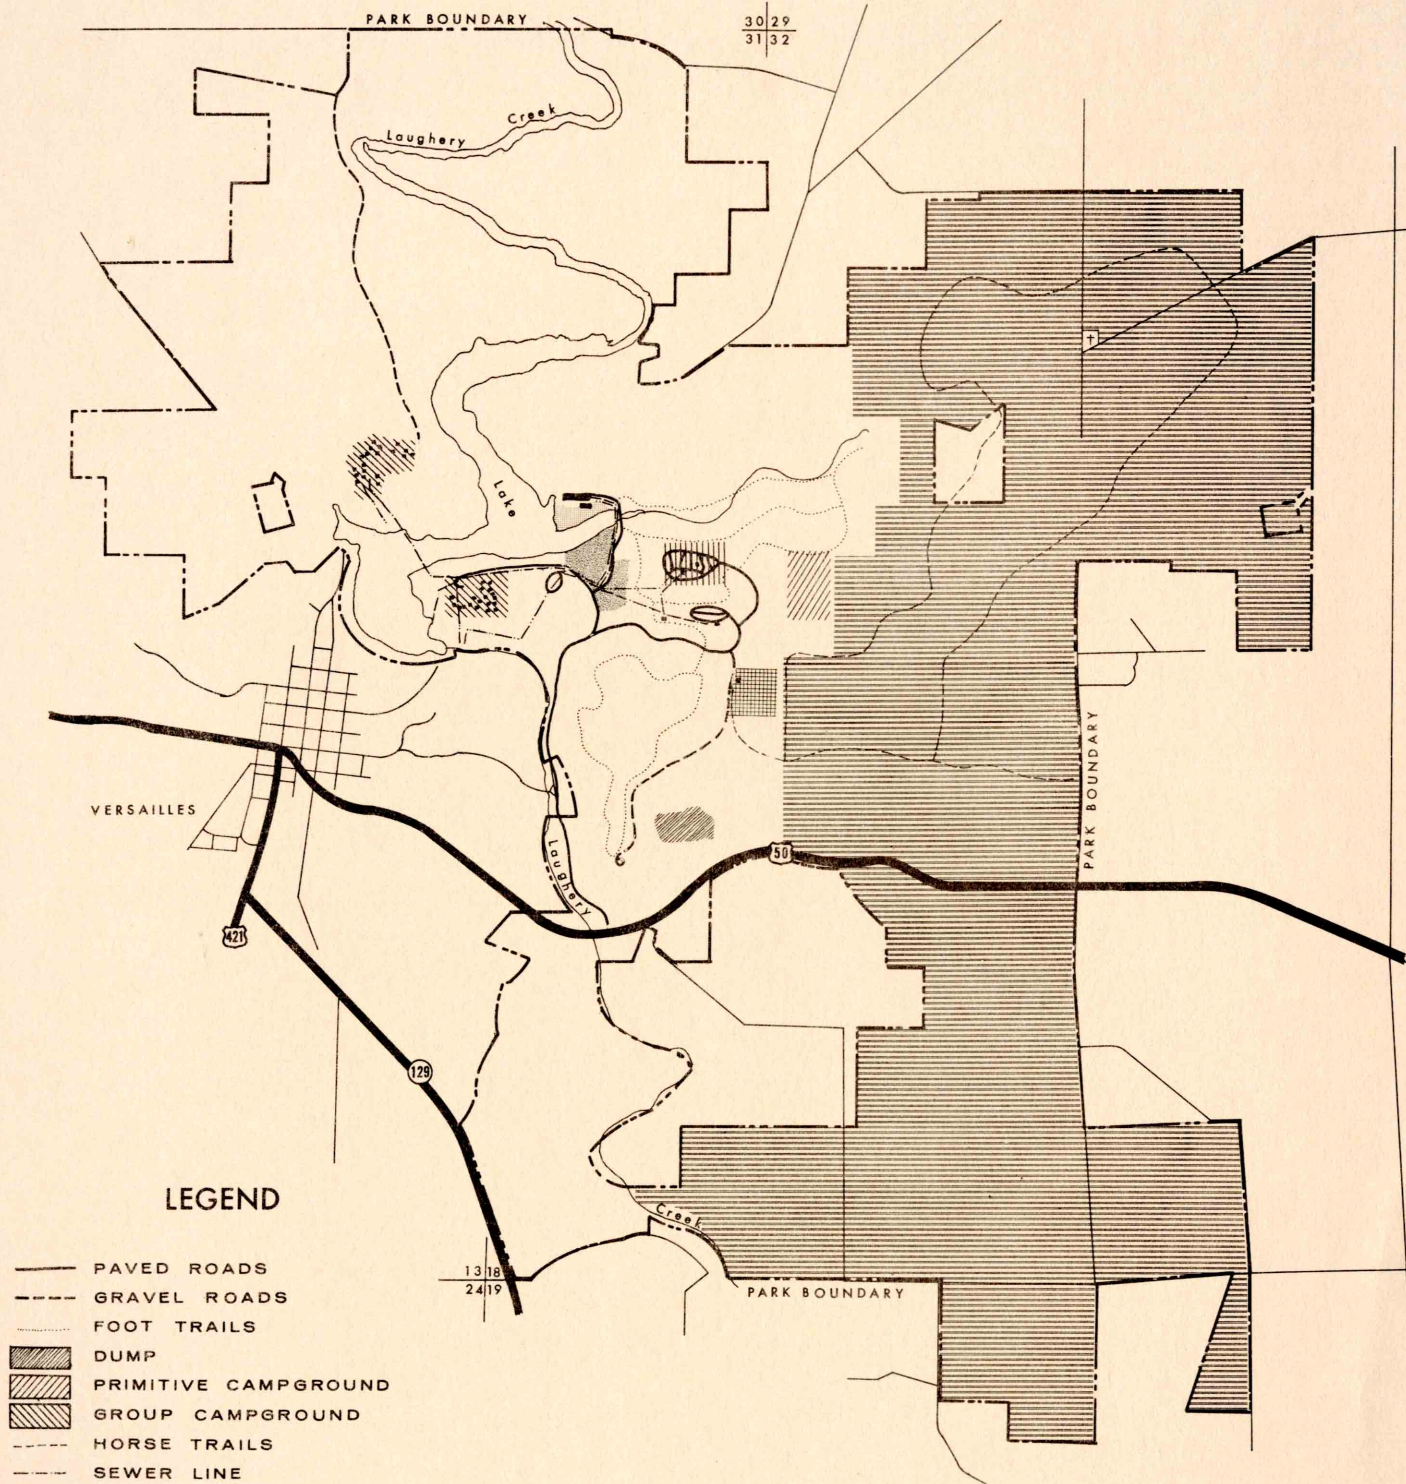 PARK BOUNDARY
30 29
31 32
Laughery Creek
Lake
VERSAILLES
PARK BOUNDARY
50
Laughery
421
129
Creek
13 18
24 19
PARK BOUNDARY
LEGEND
PAVED ROADS
GRAVEL ROADS
FOOT TRAILS
DUMP
PRIMITIVE CAMPGROUND
GROUP CAMPGROUND
HORSE TRAILS
SEWER LINE